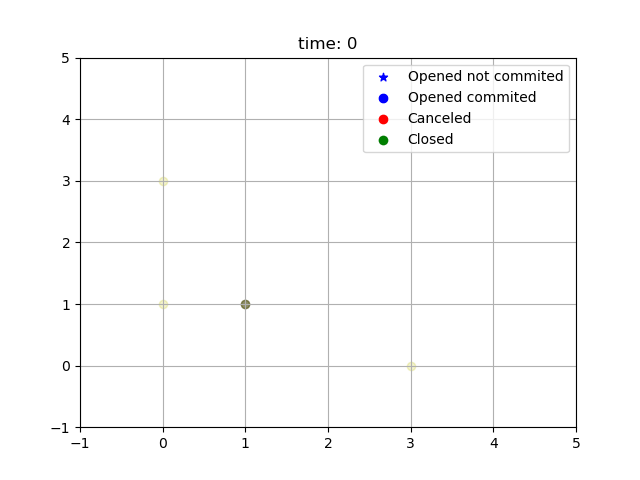 time: 0
5
4
3
2
1
0
−1
−1 0 1 2 3 4 5
Opened not commited
Opened commited
Canceled
Closed